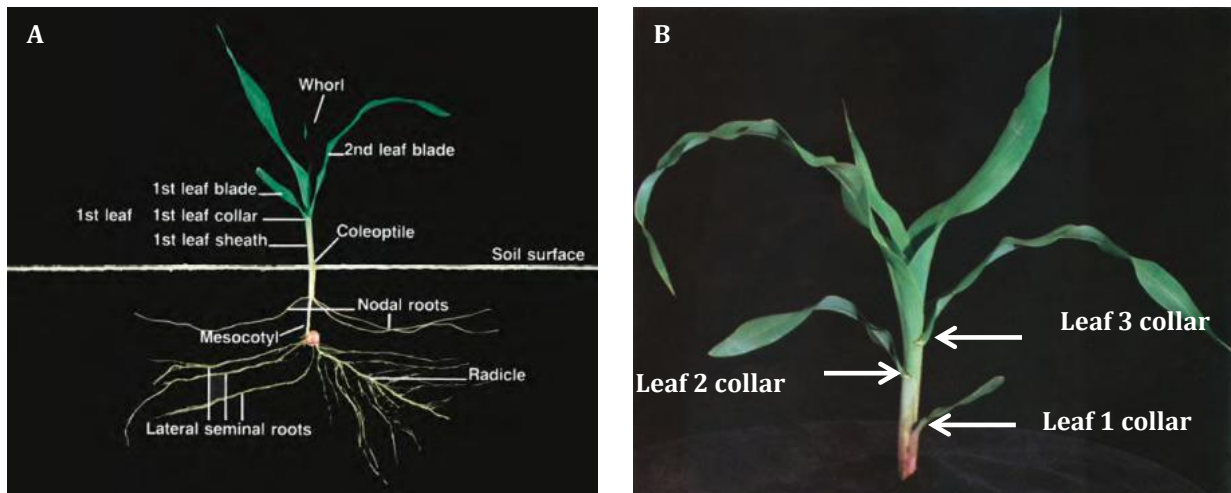 A
Whorl
2nd leaf blade
1st leaf blade
1st leaf 1st leaf collar
1st leaf sheath
Coleoptile
Soil surface
Nodal roots
Mesocotyl
Radicle
Lateral seminal roots
B
Leaf 3 collar
Leaf 2 collar
Leaf 1 collar